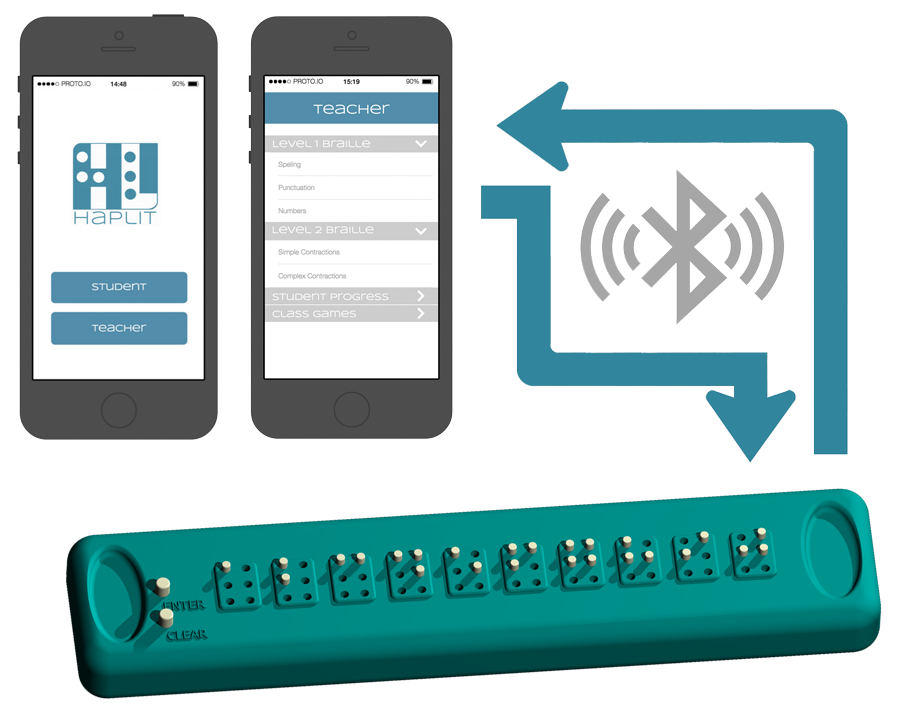 PROTO.IO 14:48 90%
HAPLIT
STUDENT
TEACHER
PROTO.IO 15:19 90%
TEACHER
LEVEL 1 BRAILLE
Speling
Punctuation
Numbers
LEVEL 2 BRAILLE
Simple Contractions
Complex Contractions
STUDENT PROGRESS
CLASS GAMES
ENTER
CLEAR